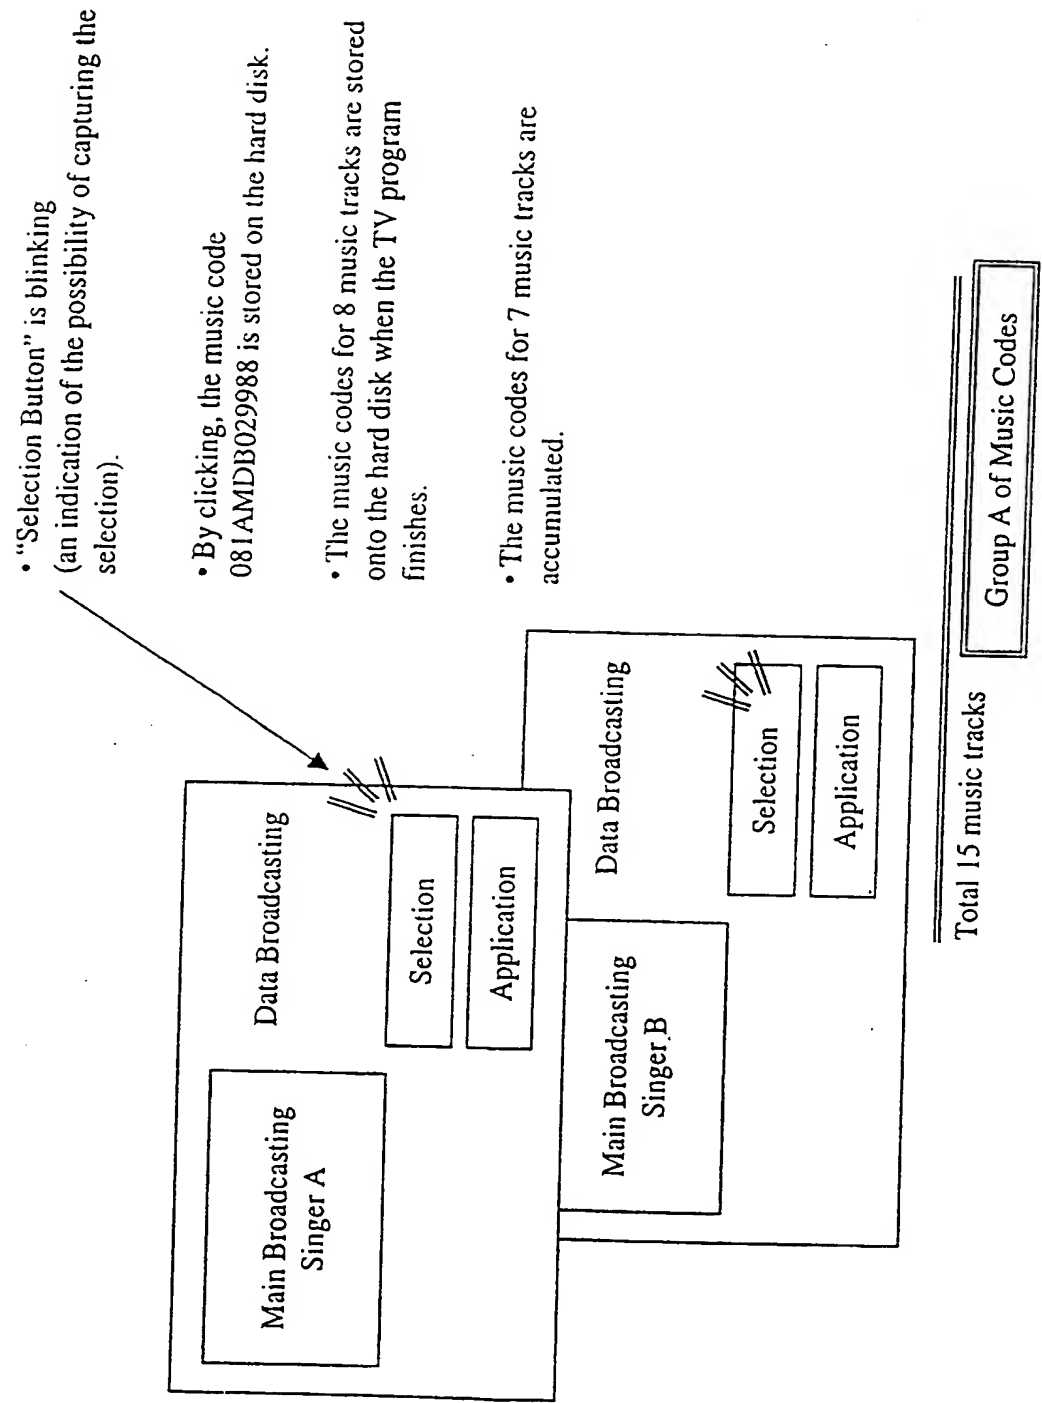 • “Selection Button” is blinking
(an indication of the possibility of capturing the
selection).
• By clicking, the music code
081AMDB029988 is stored on the hard disk.
• The music codes for 8 music tracks are stored
onto the hard disk when the TV program
finishes.
• The music codes for 7 music tracks are
accumulated.
Main Broadcasting
Singer A
Data Broadcasting
Selection
Application
Main Broadcasting
Singer B
Data Broadcasting
Selection
Application
Total 15 music tracks
Group A of Music Codes